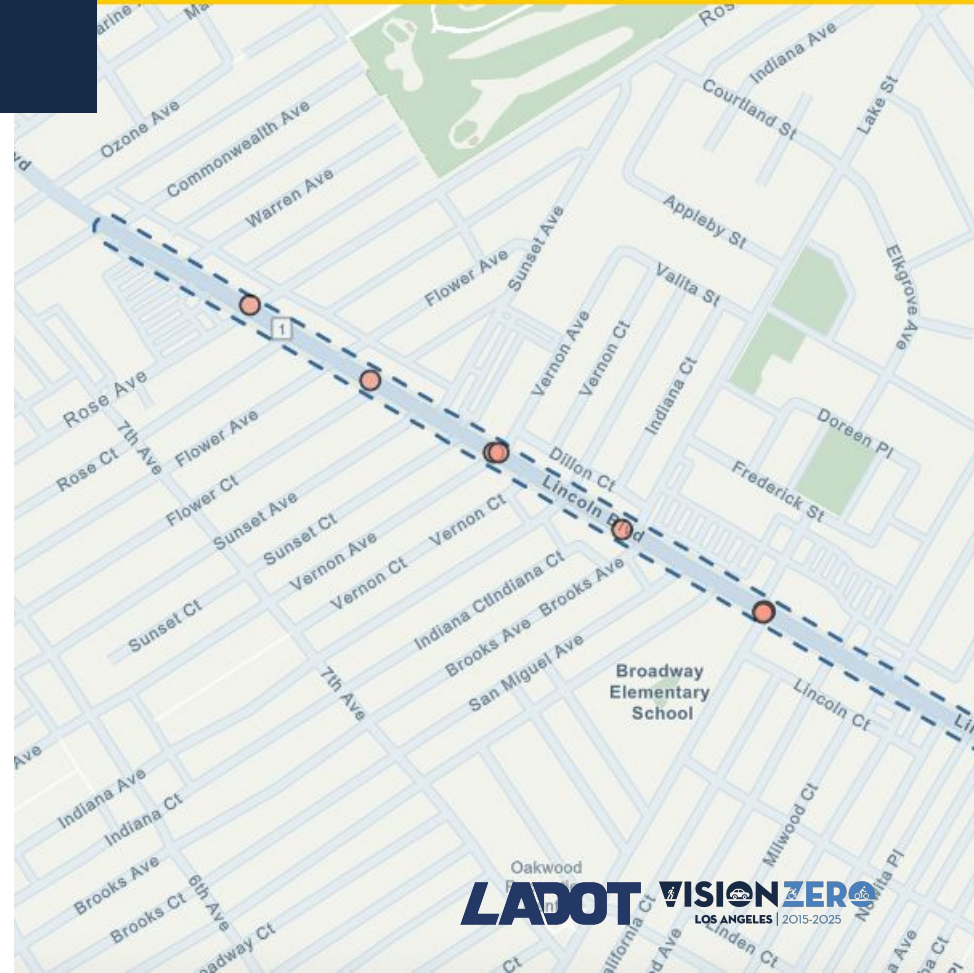 Ozone Ave
Commonwealth Ave
Warren Ave
Indiana Ave
Courtland St
Lake St
Appleby St
Sunset Ave
Flower Ave
Valita St
Elkgrove Ave
1
Vernon Ave
Vernon Ct
Indiana Ct
Rose Ave
7th Ave
Flower Ave
Rose Ct
Flower Ct
Doreen Pl
Dillon Ct
Frederick St
Lincoln Blvd
Sunset Ave
Sunset Ct
Vernon Ave
Vernon Ct
Vernon Ct
Indiana Ct
Indiana Ct
Brooks Ave
Brooks Ave
San Miguel Ave
Sunset Ct
7th Ave
Broadway
Elementary
School
Lincoln Ct
Indiana Ave
Indiana Ct
Milwood Ct
Brooks Ave
Brooks Ct
6th Ave
Oakwood
LADOT
VISION ZERO
LOS ANGELES | 2015-2025
Linden Ct